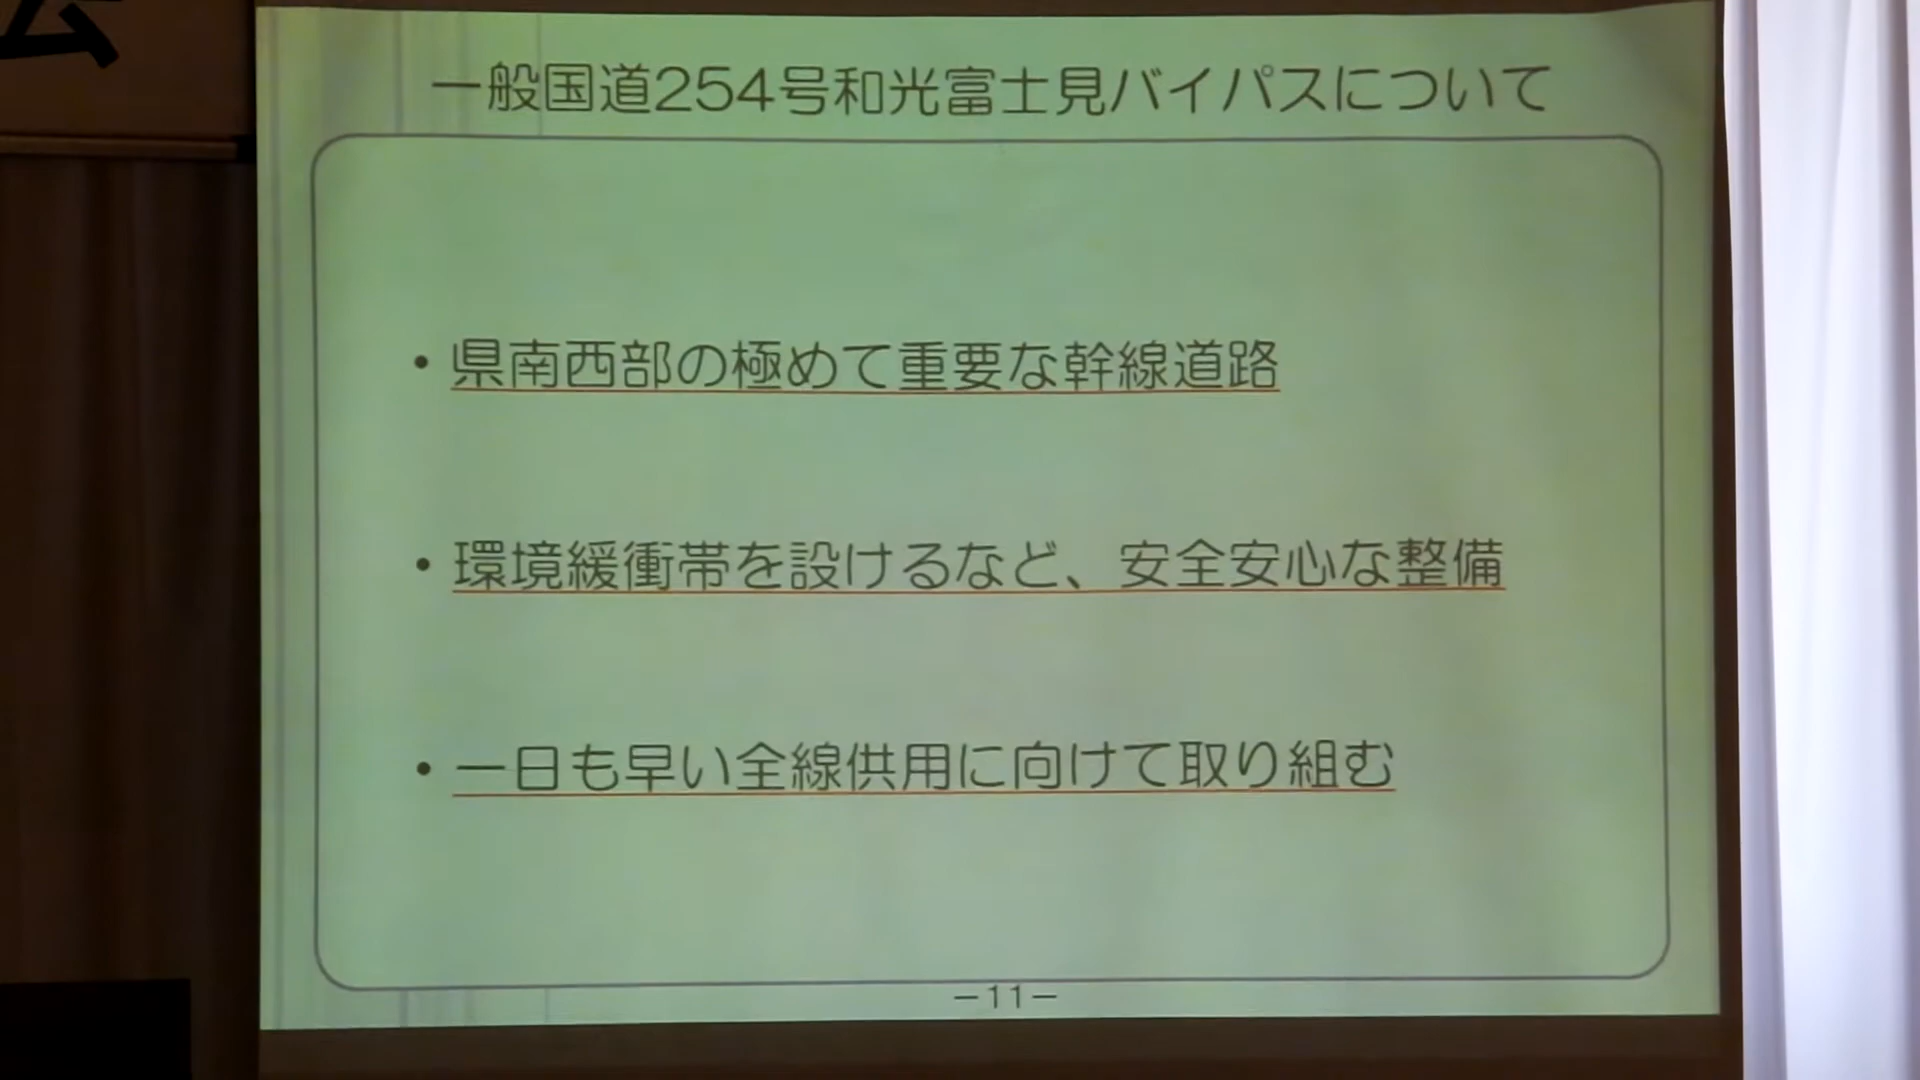 一般国道254号和光富士見バイパスについて
・県南西部の極めて重要な幹線道路
・環境緩衝帯を設けるなど、安全安心な整備
・一日も早い全線供用に向けて取り組む
－11－